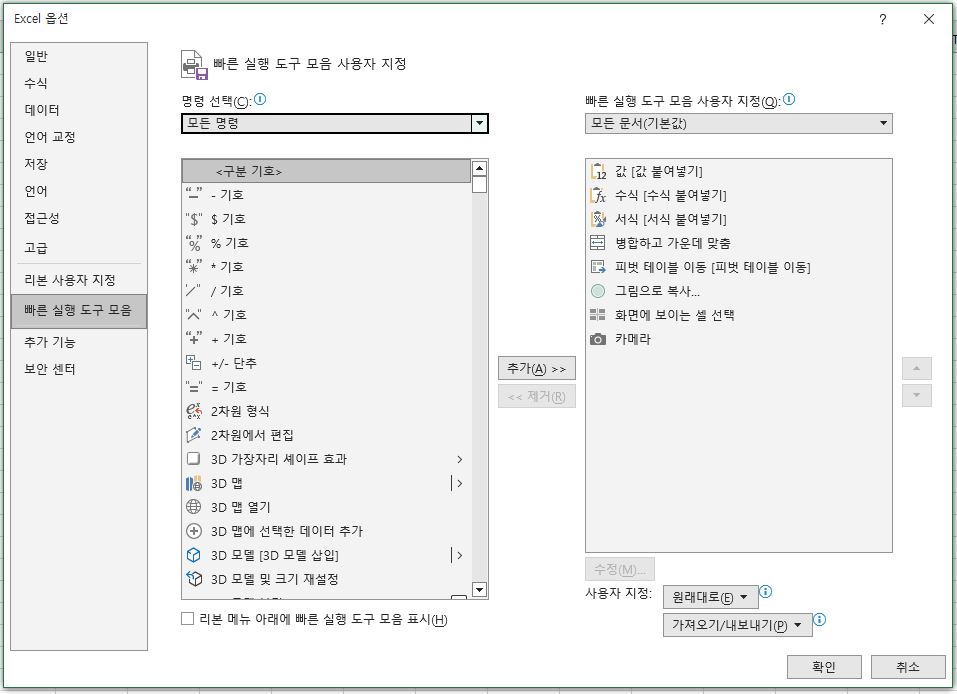 Excel 옵션
?
일반
수식
데이터
언어 교정
저장
언어
접근성
고급
리본 사용자 지정
빠른 실행 도구 모음
추가 기능
보안 센터
빠른 실행 도구 모음 사용자 지정
명령 선택(C):
모든 명령
<구분 기호>
- 기호
$ 기호
% 기호
* 기호
/ 기호
^ 기호
+ 기호
+/- 단추
= 기호
2차원 형식
2차원에서 편집
3D 가장자리 셰이프 효과
3D 맵
3D 맵 열기
3D 맵에 선택한 데이터 추가
3D 모델 [3D 모델 삽입]
3D 모델 및 크기 재설정
리본 메뉴 아래에 빠른 실행 도구 모음 표시(H)
추가(A) >>
<< 제거(R)
빠른 실행 도구 모음 사용자 지정(Q):
모든 문서(기본값)
값 [값 붙여넣기]
수식 [수식 붙여넣기]
서식 [서식 붙여넣기]
병합하고 가운데 맞춤
피벗 테이블 이동 [피벗 테이블 이동]
그림으로 복사...
화면에 보이는 셀 선택
카메라
수정(M)...
사용자 지정:
원래대로(E)
가져오기/내보내기(P)
확인
취소